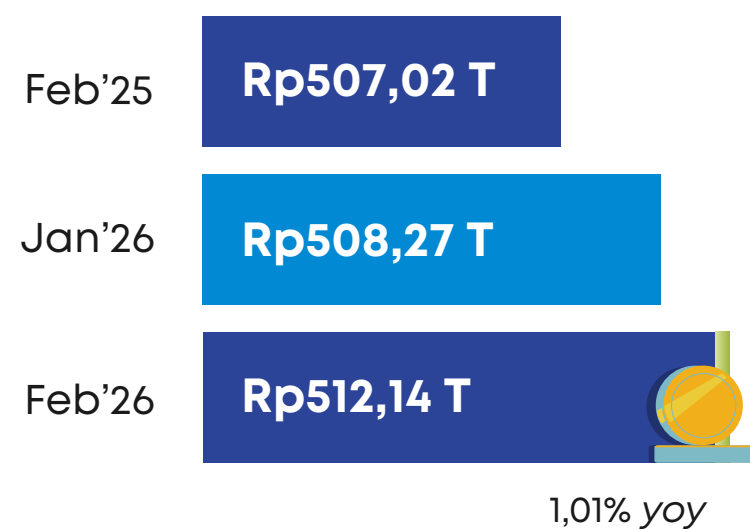 Feb’25 Rp507,02 T
Jan’26 Rp508,27 T
Feb’26 Rp512,14 T
1,01% yoy